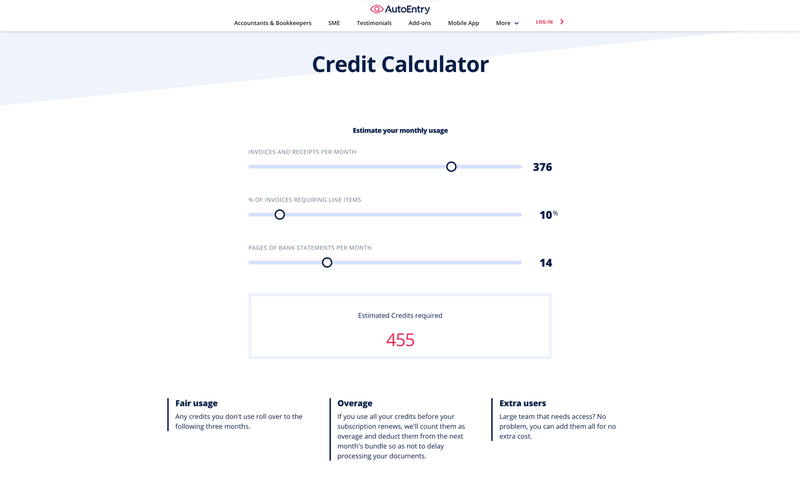 AutoEntry
Accountants & Bookkeepers SME Testimonials Add-ons Mobile App More LOG IN
Credit Calculator
Estimate your monthly usage
INVOICES AND RECEIPTS PER MONTH
376
% OF INVOICES REQUIRING LINE ITEMS
10%
PAGES OF BANK STATEMENTS PER MONTH
14
Estimated Credits required
455
Fair usage
Any credits you don't use roll over to the
following three months.
Overage
If you use all your credits before your
subscription renews, we'll count them as
overage and deduct them from the next
month's bundle so as not to delay
processing your documents.
Extra users
Large team that needs access? No
problem, you can add them all for no
extra cost.